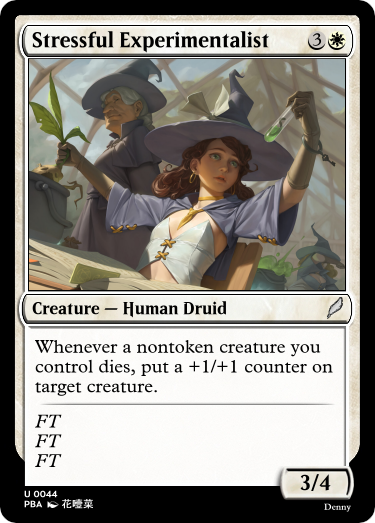 Stressful Experimentalist 3
Creature — Human Druid
Whenever a nontoken creature you
control dies, put a +1/+1 counter on
target creature.
FT
FT
FT
3/4
U 0044
PBA 花噎菜
Denny